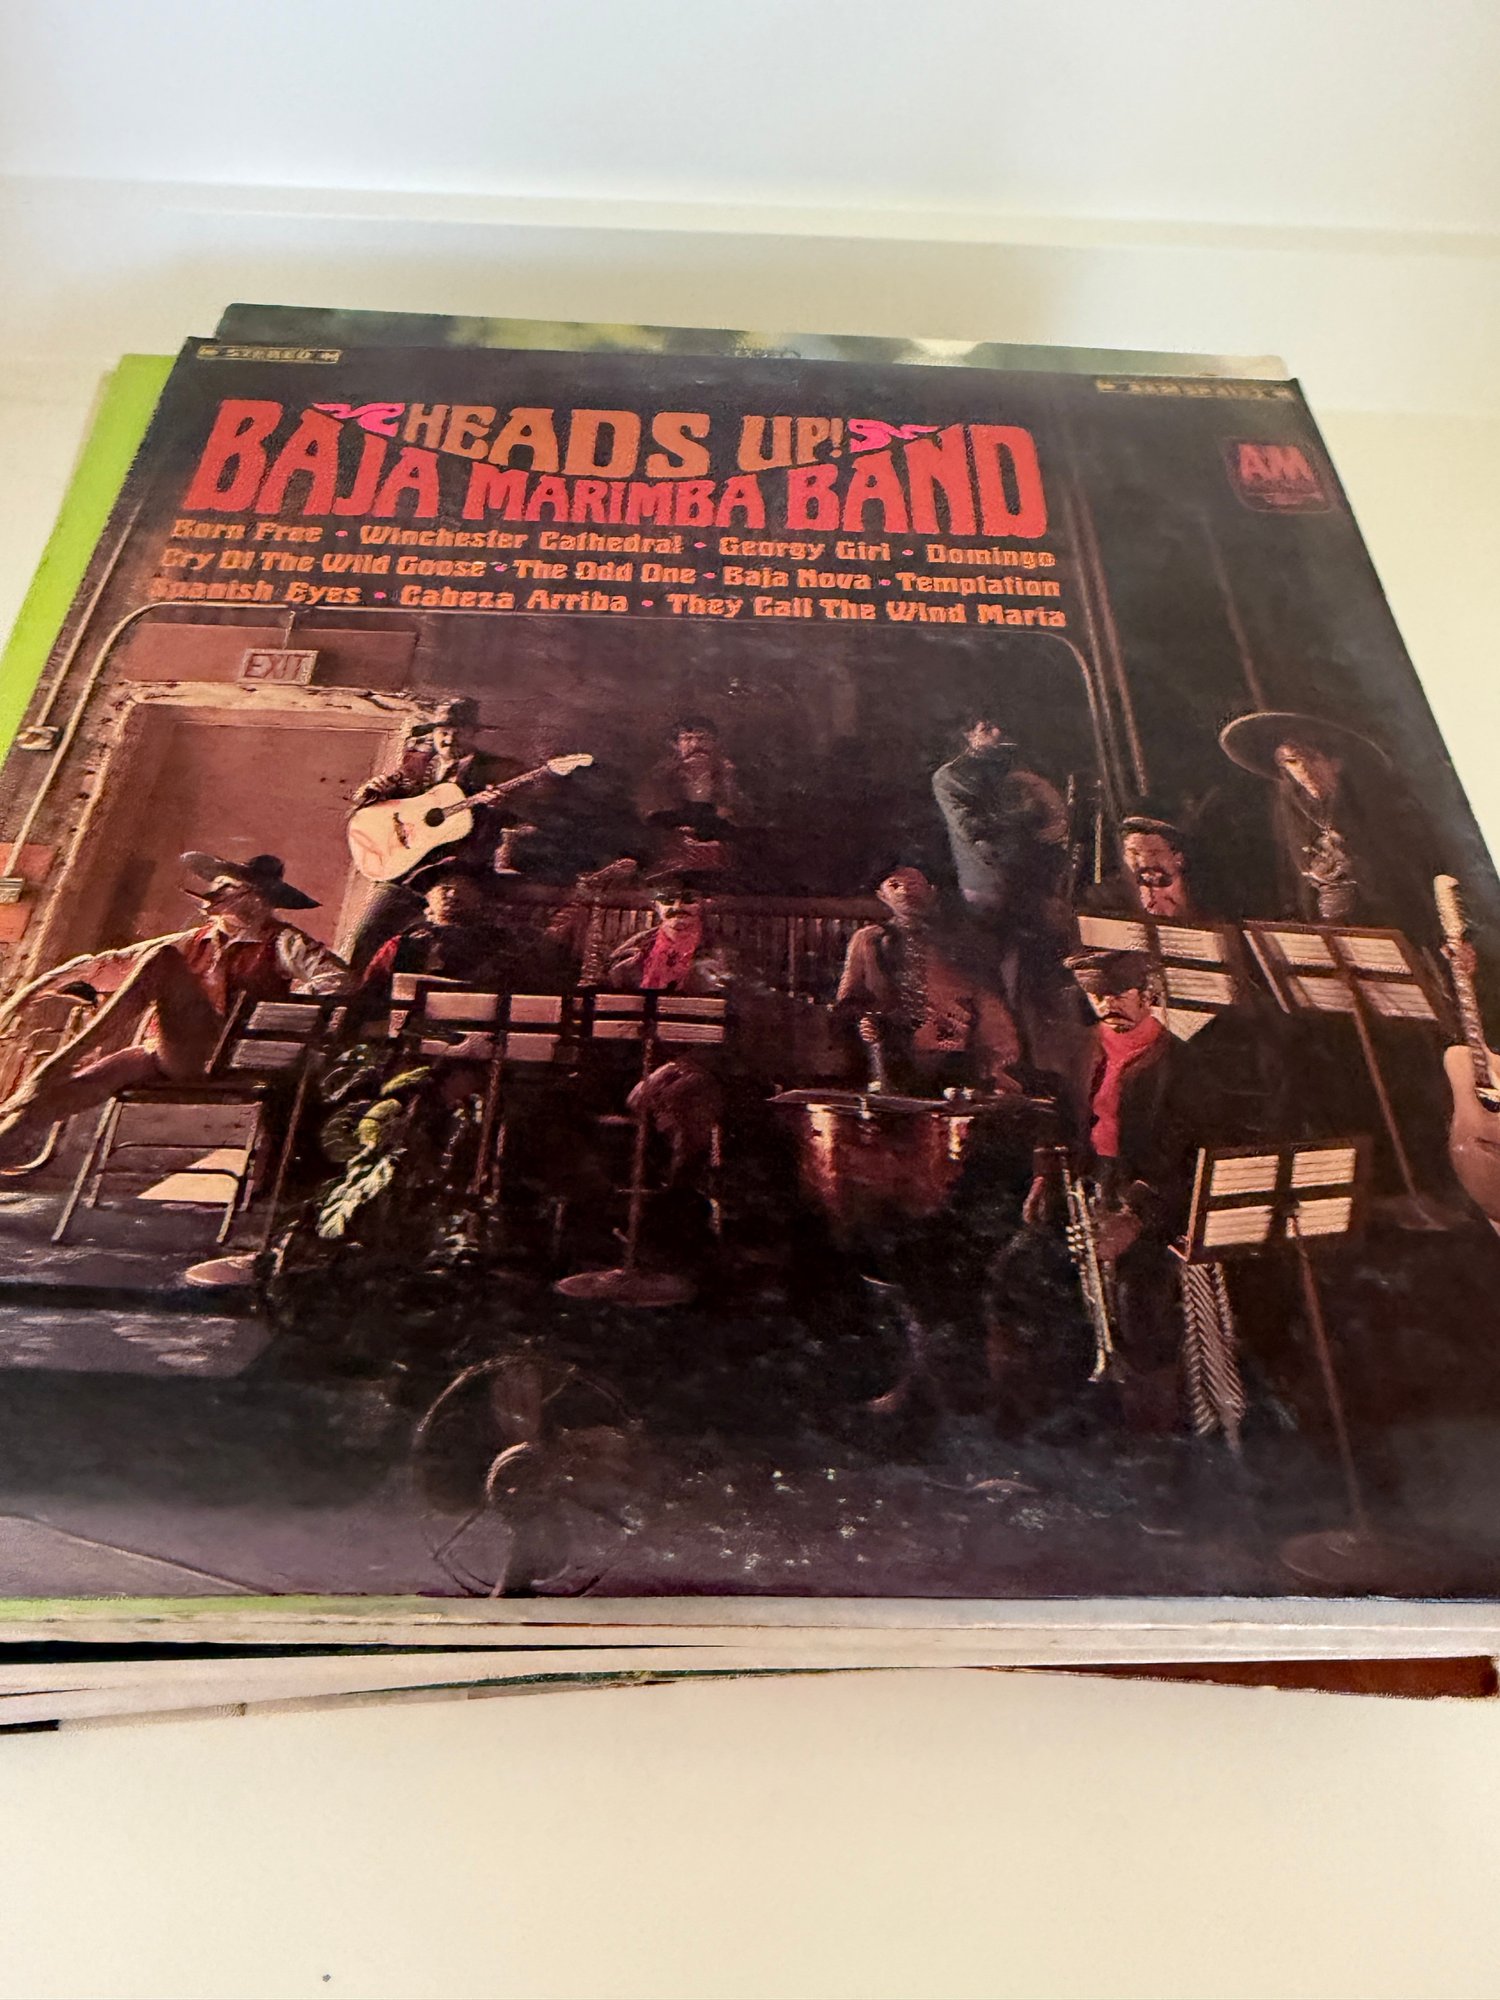 STEREO
HEADS UP!
BAJA MARIMBA BAND
A&M
Born Free • Winchester Cathedral • Georgy Girl • Domingo
Cry Of The Wild Goose • The Odd One • Baja Nova • Temptation
Spanish Eyes • Cabeza Arriba • They Call The Wind Maria
EXIT